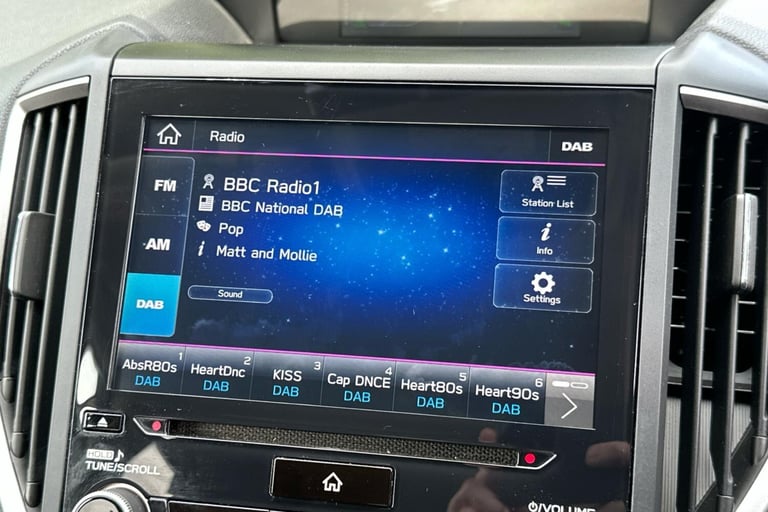 Radio
DAB
FM
AM
DAB
BBC Radio1
BBC National DAB
Pop
i Matt and Mollie
Sound
Station List
i
Info
Settings
1
AbsR80s
DAB
2
HeartDnc
DAB
3
KISS
DAB
4
Cap DNCE
DAB
5
Heart80s
DAB
6
Heart90s
DAB
HOLD
TUNE/SCROLL
/VOLUME